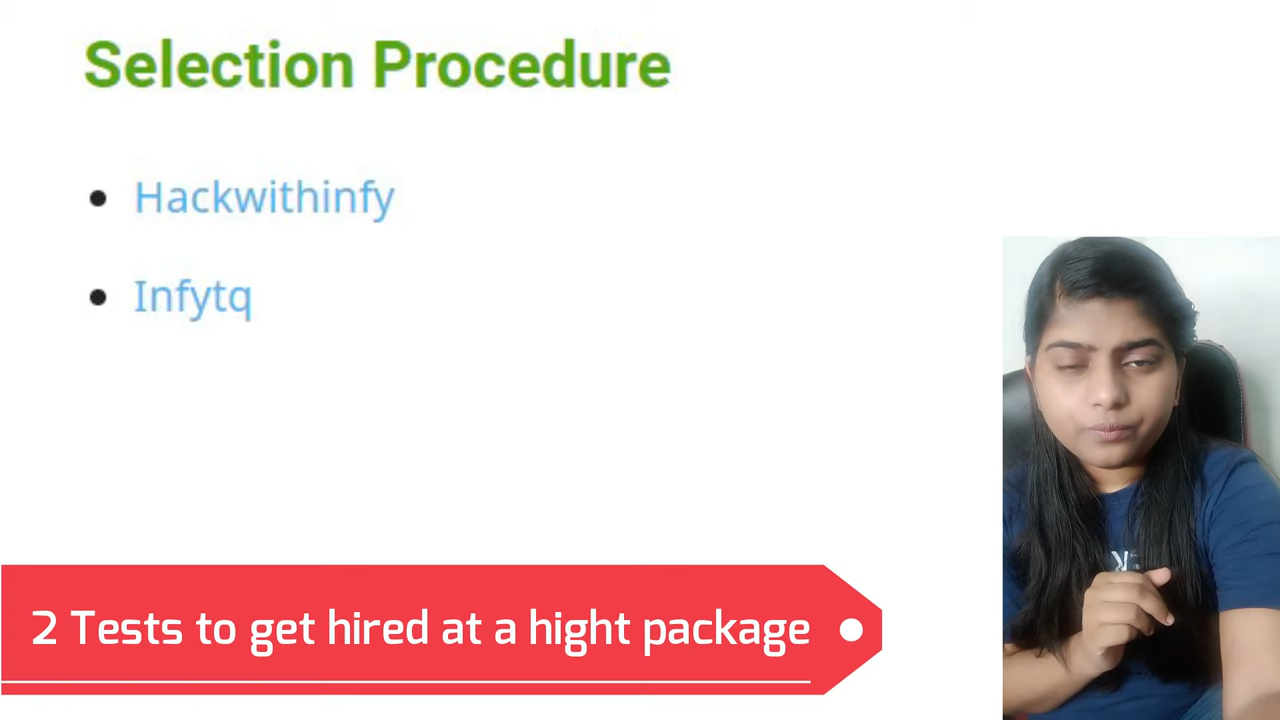 Selection Procedure
Hackwithinfy
Infytq
2 Tests to get hired at a hight package